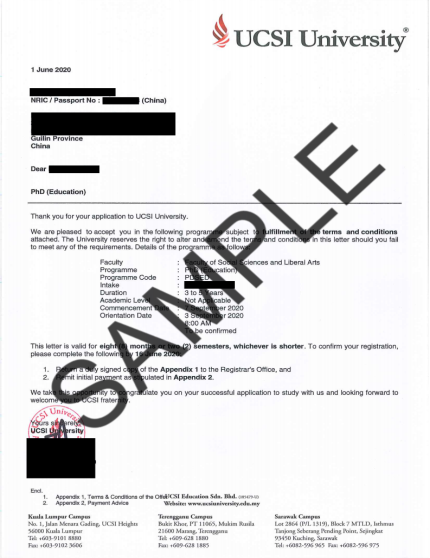 UCSI University®
1 June 2020
NRIC / Passport No : (China)
Guilin Province
China
Dear
PhD (Education)
Thank you for your application to UCSI University.
We are pleased to accept you in the following programme subject to fulfillment of the terms and conditions
attached. The University reserves the right to alter and amend the terms and conditions in this letter should you fail
to meet any of the requirements. Details of the programme as follows:
Faculty : Faculty of Social Sciences and Liberal Arts
Programme : PhD (Education)
Programme Code :
Intake :
Duration : 3 to 5 Years
Academic Level : Not Applicable
Commencement Date : September 2020
Orientation Date : 3 September 2020
8:00 AM
To be confirmed
This letter is valid for eight (8) months or two (2) semesters, whichever is shorter. To confirm your registration,
please complete the following by 15 June 2020:
1. Return a duly signed copy of the Appendix 1 to the Registrar's Office, and
2. Remit initial payment as stipulated in Appendix 2.
We take this opportunity to congratulate you on your successful application to study with us and looking forward to
welcome you to UCSI fraternity.
Yours sincerely,
UCSI University
SAMPLE
Encl.
1. Appendix 1, Terms & Conditions of the Offer
2. Appendix 2, Payment Advice
UCSI Education Sdn. Bhd.
Website: www.ucsiuniversity.edu.my
Kuala Lumpur Campus
No. 1, Jalan Menara Gading, UCSI Heights
56000 Kuala Lumpur
Tel: +603-9101 8880
Fax: +603-9102 3606
Terengganu Campus
Bukit Khor, PT 11065, Mukim Rusila
21600 Marang, Terengganu
Tel: +609-628 1880
Fax: +609-628 1885
Sarawak Campus
Lot 2864 (P/L 1319), Block 7 MTLD, Isthmus
Tanjong Seberang Pending Point, Sejingkat
93450 Kuching, Sarawak
Tel: +6082-596 965 Fax: +6082-596 975